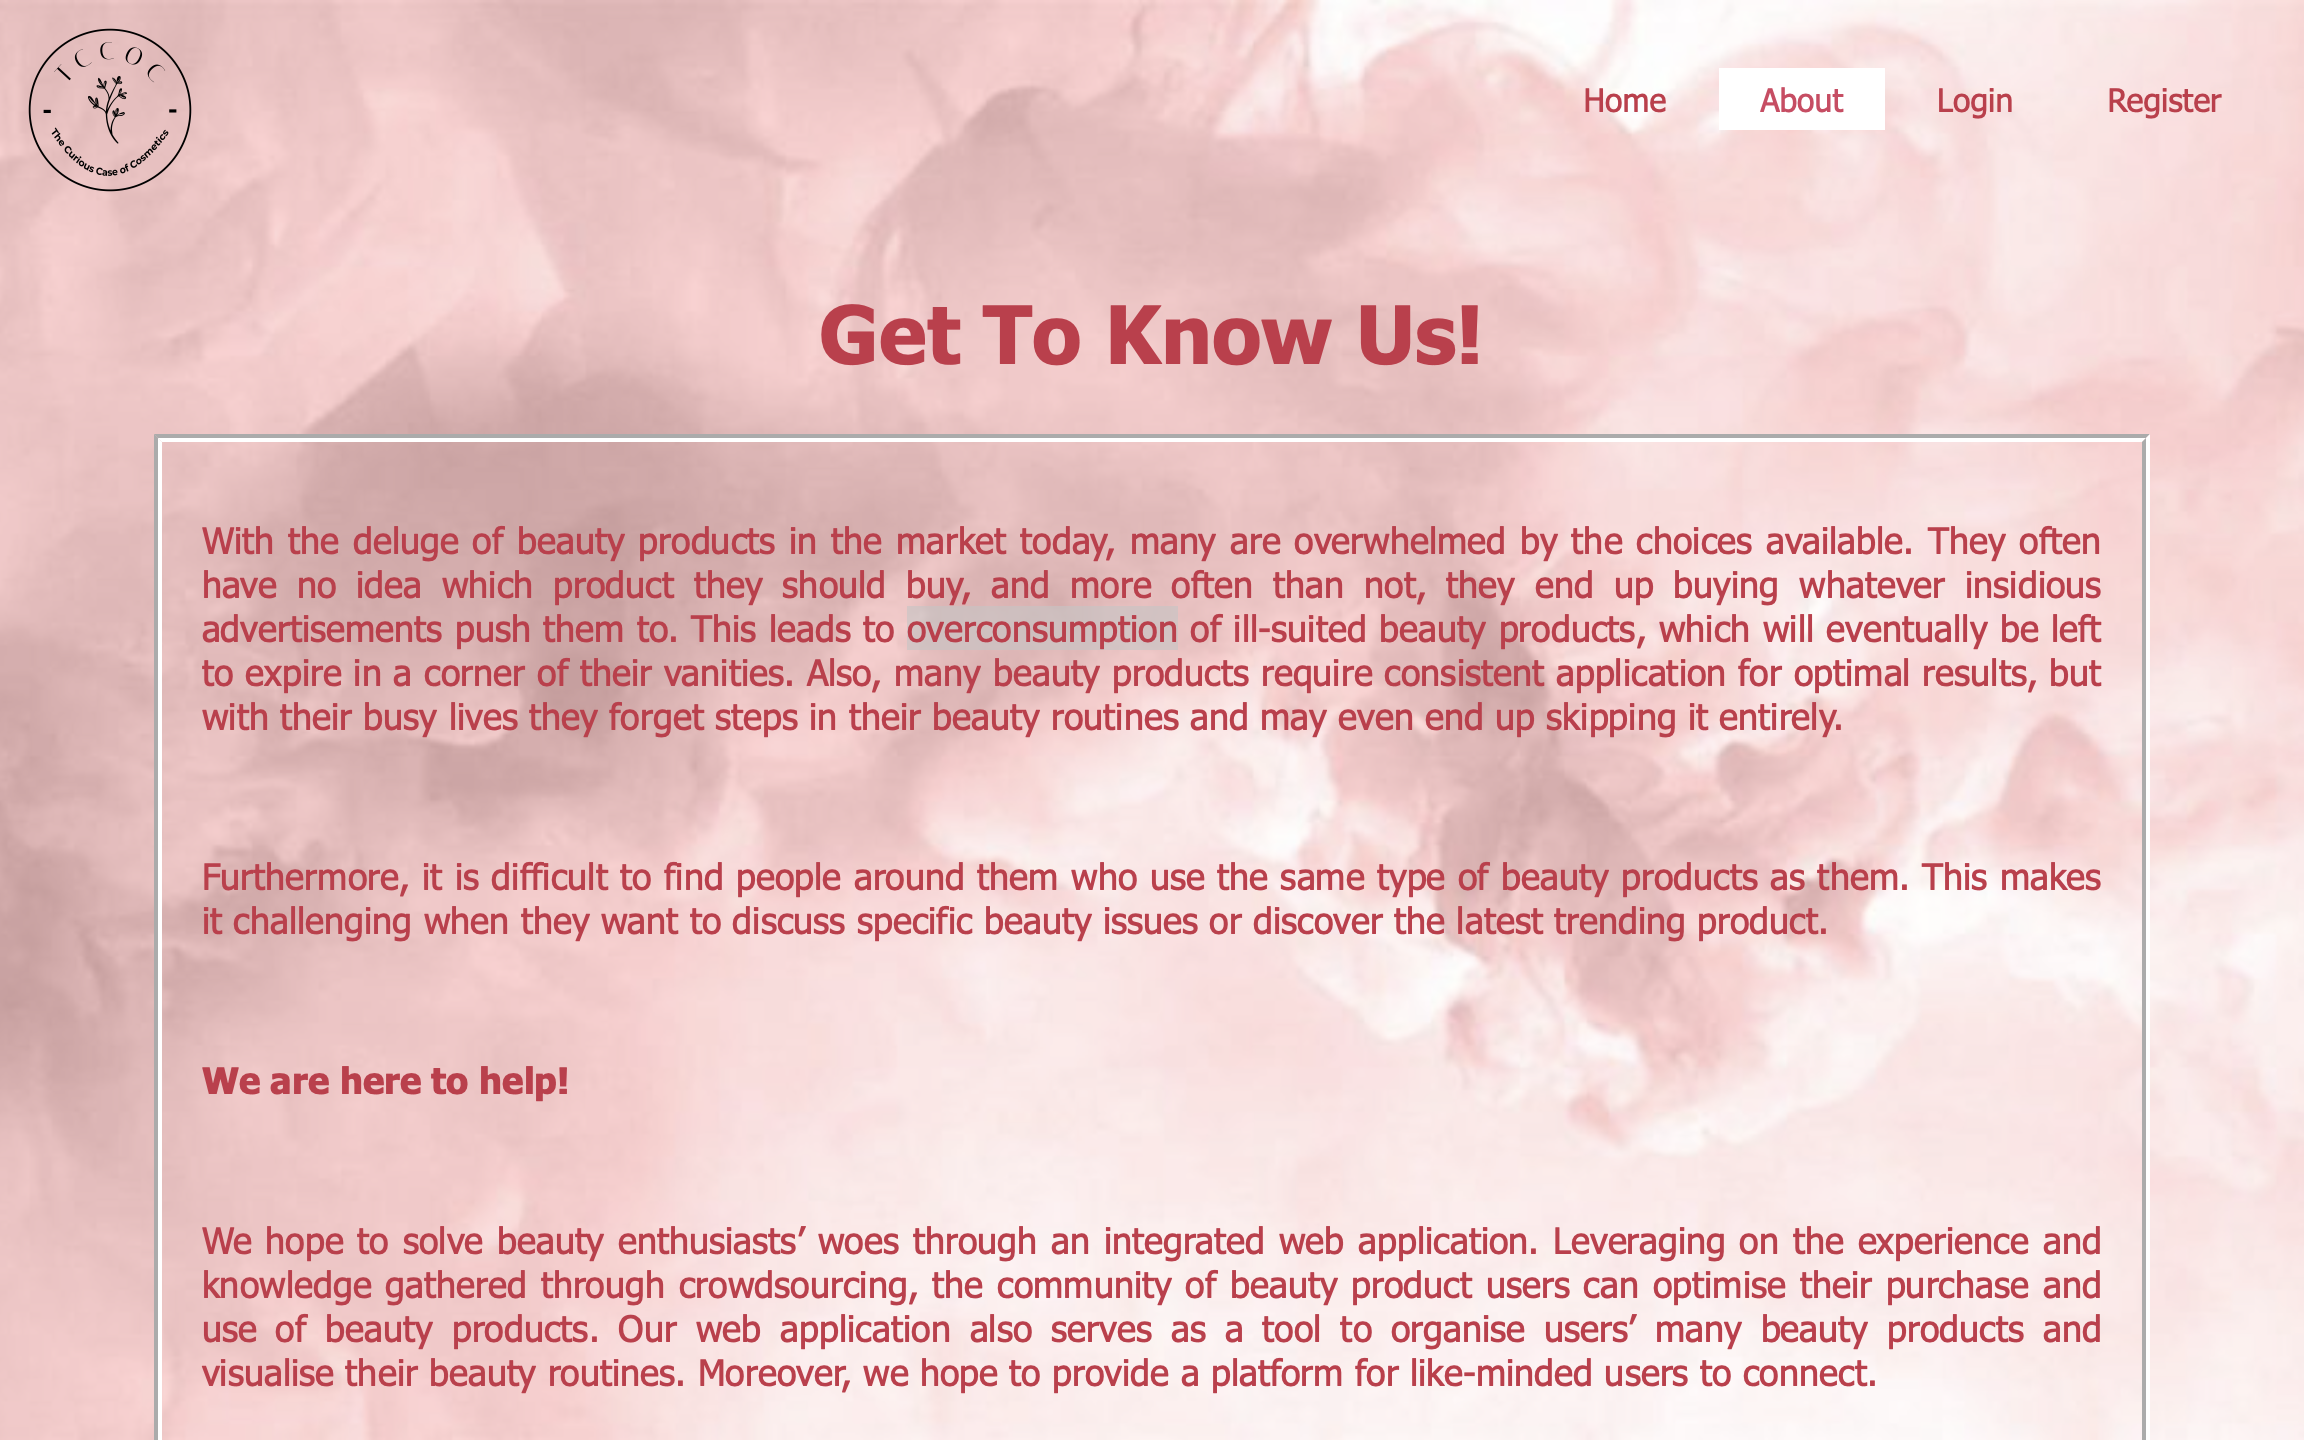 TCCOC
The Curious Case of Cosmetics
Home About Login Register
Get To Know Us!
With the deluge of beauty products in the market today, many are overwhelmed by the choices available. They often
have no idea which product they should buy, and more often than not, they end up buying whatever insidious
advertisements push them to. This leads to overconsumption of ill-suited beauty products, which will eventually be left
to expire in a corner of their vanities. Also, many beauty products require consistent application for optimal results, but
with their busy lives they forget steps in their beauty routines and may even end up skipping it entirely.
Furthermore, it is difficult to find people around them who use the same type of beauty products as them. This makes
it challenging when they want to discuss specific beauty issues or discover the latest trending product.
We are here to help!
We hope to solve beauty enthusiasts’ woes through an integrated web application. Leveraging on the experience and
knowledge gathered through crowdsourcing, the community of beauty product users can optimise their purchase and
use of beauty products. Our web application also serves as a tool to organise users’ many beauty products and
visualise their beauty routines. Moreover, we hope to provide a platform for like-minded users to connect.